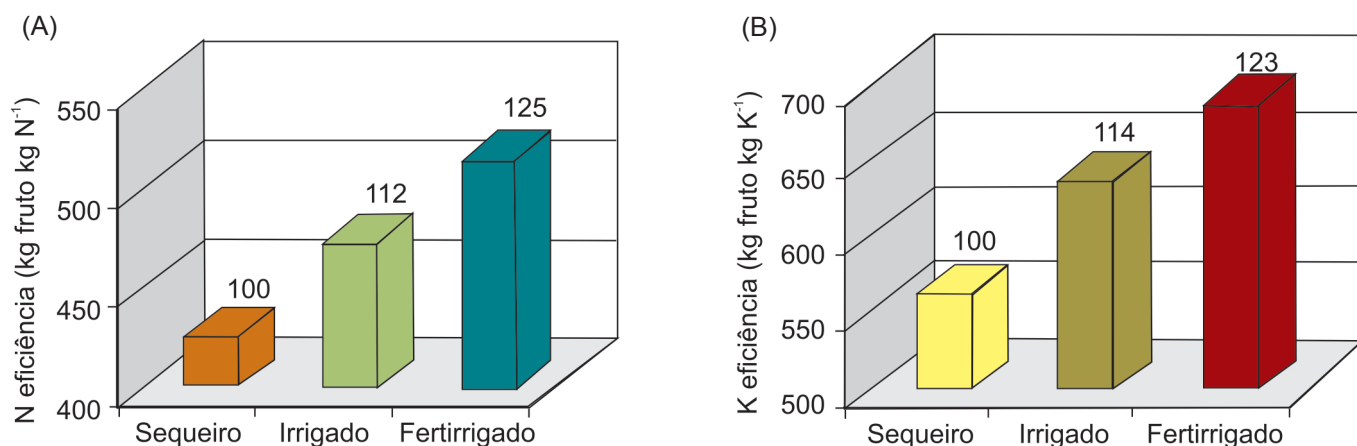 (A)
N eficiência (kg fruto kg N⁻¹)
550
500
450
400
100
112
125
Sequeiro Irrigado Fertirrigado
(B)
K eficiência (kg fruto kg K⁻¹)
700
650
600
550
500
100
114
123
Sequeiro Irrigado Fertirrigado